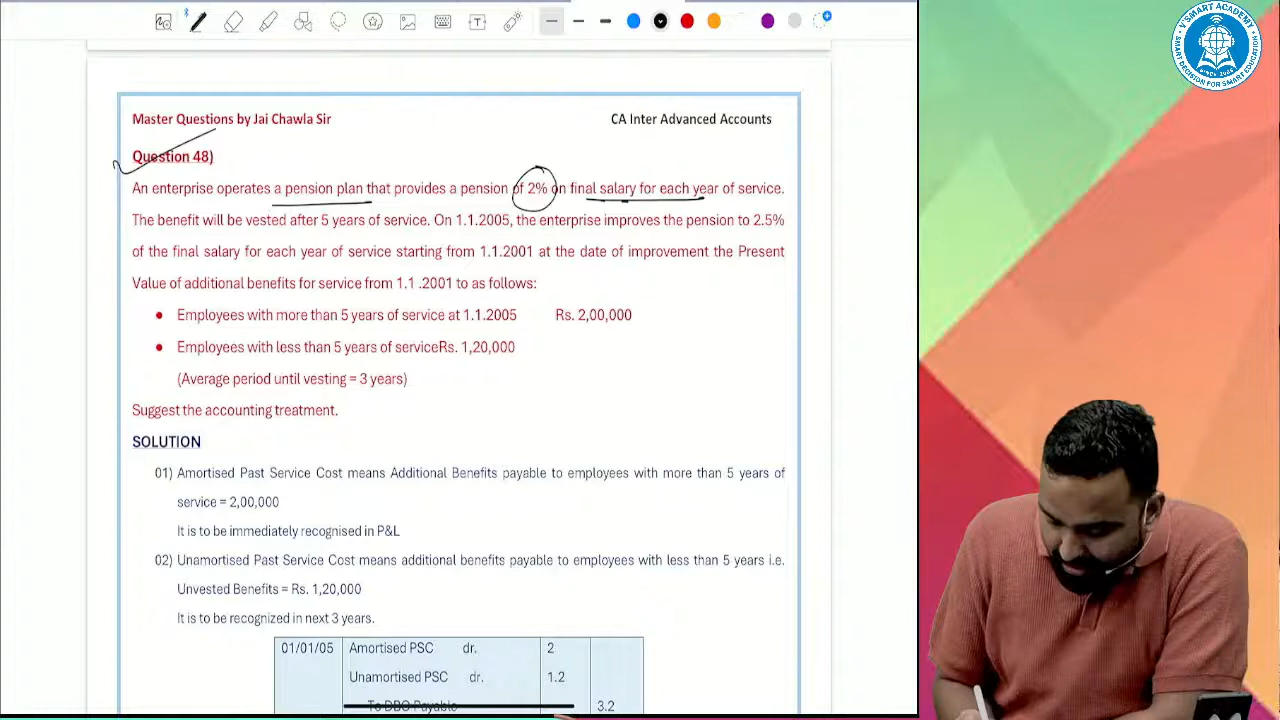 V SMART ACADEMY
SMART DECISION FOR SMART EDUCATION
Master Questions by Jai Chawla Sir
CA Inter Advanced Accounts
Question 48)
An enterprise operates a pension plan that provides a pension of 2% on final salary for each year of service.
The benefit will be vested after 5 years of service. On 1.1.2005, the enterprise improves the pension to 2.5%
of the final salary for each year of service starting from 1.1.2001 at the date of improvement the Present
Value of additional benefits for service from 1.1 .2001 to as follows:
• Employees with more than 5 years of service at 1.1.2005 Rs. 2,00,000
• Employees with less than 5 years of serviceRs. 1,20,000
(Average period until vesting = 3 years)
Suggest the accounting treatment.
SOLUTION
01) Amortised Past Service Cost means Additional Benefits payable to employees with more than 5 years of
service = 2,00,000
It is to be immediately recognised in P&L
02) Unamortised Past Service Cost means additional benefits payable to employees with less than 5 years i.e.
Unvested Benefits = Rs. 1,20,000
It is to be recognized in next 3 years.
01/01/05 Amortised PSC dr. 2
Unamortised PSC dr. 1.2
To DBO Payable 3.2